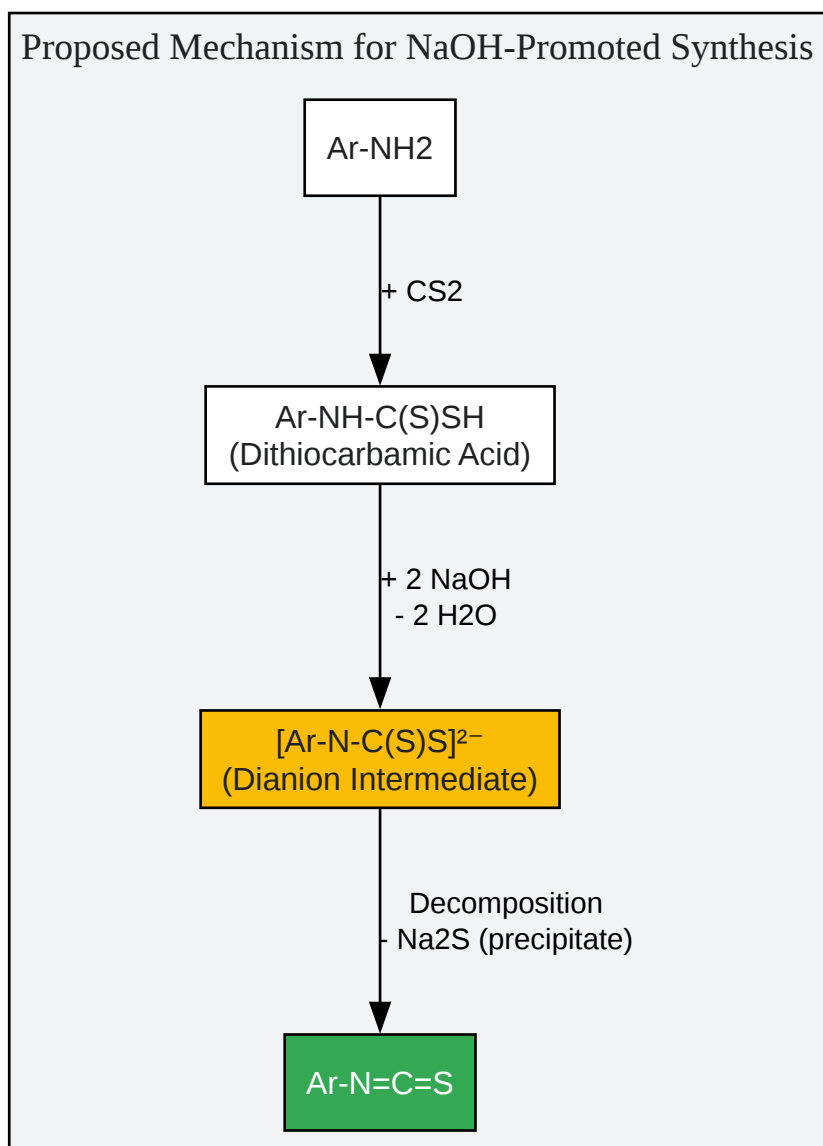 Proposed Mechanism for NaOH-Promoted Synthesis
Ar-NH2
+ CS2
Ar-NH-C(S)SH
(Dithiocarbamic Acid)
+ 2 NaOH
- 2 H2O
[Ar-N-C(S)S]²⁻
(Dianion Intermediate)
Decomposition
- Na2S (precipitate)
Ar-N=C=S